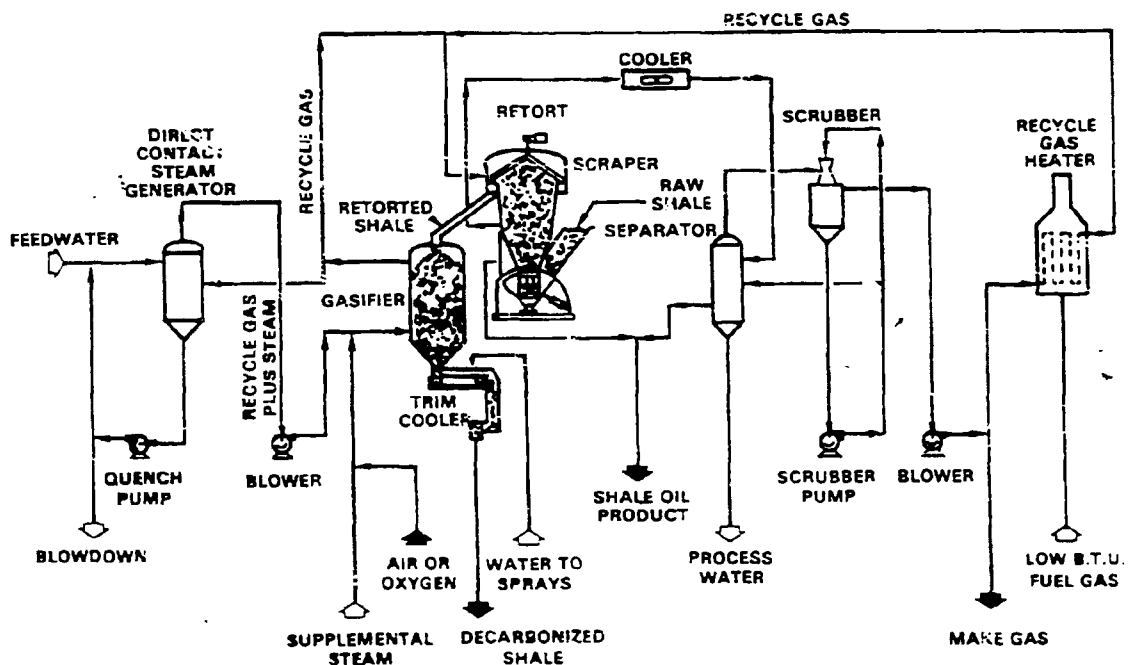 RECYCLE GAS
COOLER
RETORT
SCRUBBER
RECYCLE
GAS
HEATER
DIRECT
CONTACT
STEAM
GENERATOR
RECYCLE GAS
SCRAPER
RAW
SHALE
RETORTED
SHALE
SEPARATOR
FEEDWATER
GASIFIER
RECYCLE GAS
PLUS STEAM
TRIM
COOLER
QUENCH
PUMP
BLOWER
SCRUBBER
PUMP
BLOWER
SHALE OIL
PRODUCT
BLOWDOWN
AIR OR
OXYGEN
WATER TO
SPRAYS
PROCESS
WATER
LOW B.T.U.
FUEL GAS
SUPPLEMENTAL
STEAM
DECARBONIZED
SHALE
MAKE GAS